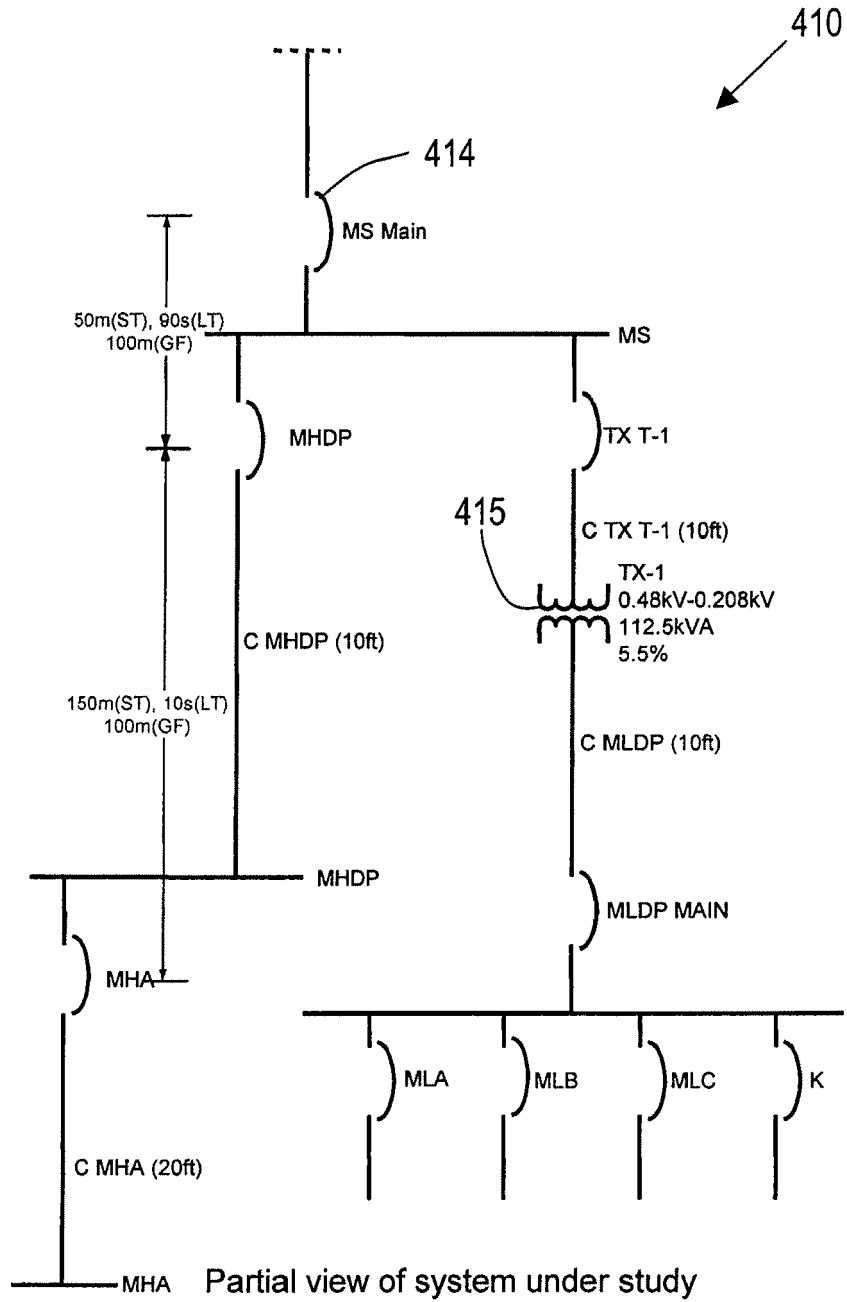 410
414
MS Main
50m(ST), 90s(LT)
100m(GF)
MS
MHDP
TX T-1
415
C TX T-1 (10ft)
TX-1
0.48kV-0.208kV
112.5kVA
5.5%
C MHDP (10ft)
150m(ST), 10s(LT)
100m(GF)
C MLDP (10ft)
MHDP
MLDP MAIN
MHA
MLA
MLB
MLC
K
C MHA (20ft)
MHA
Partial view of system under study